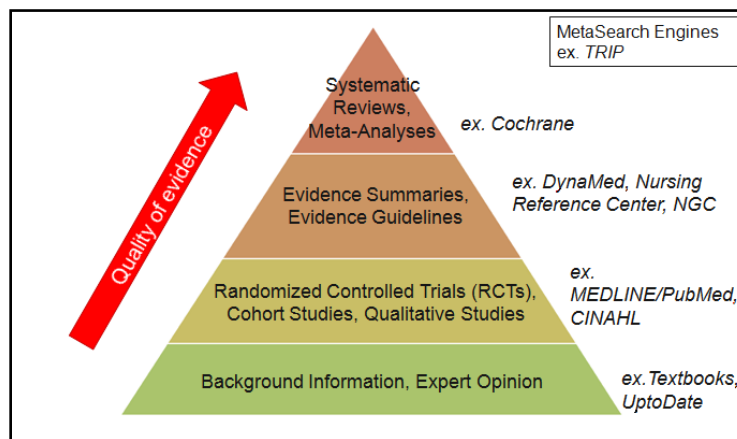 MetaSearch Engines
ex. TRIP
Systematic
Reviews,
Meta-Analyses
ex. Cochrane
Evidence Summaries,
Evidence Guidelines
ex. DynaMed, Nursing
Reference Center, NGC
Randomized Controlled Trials (RCTs),
Cohort Studies, Qualitative Studies
ex.
MEDLINE/PubMed,
CINAHL
Background Information, Expert Opinion
ex.Textbooks,
UptoDate
Quality of evidence